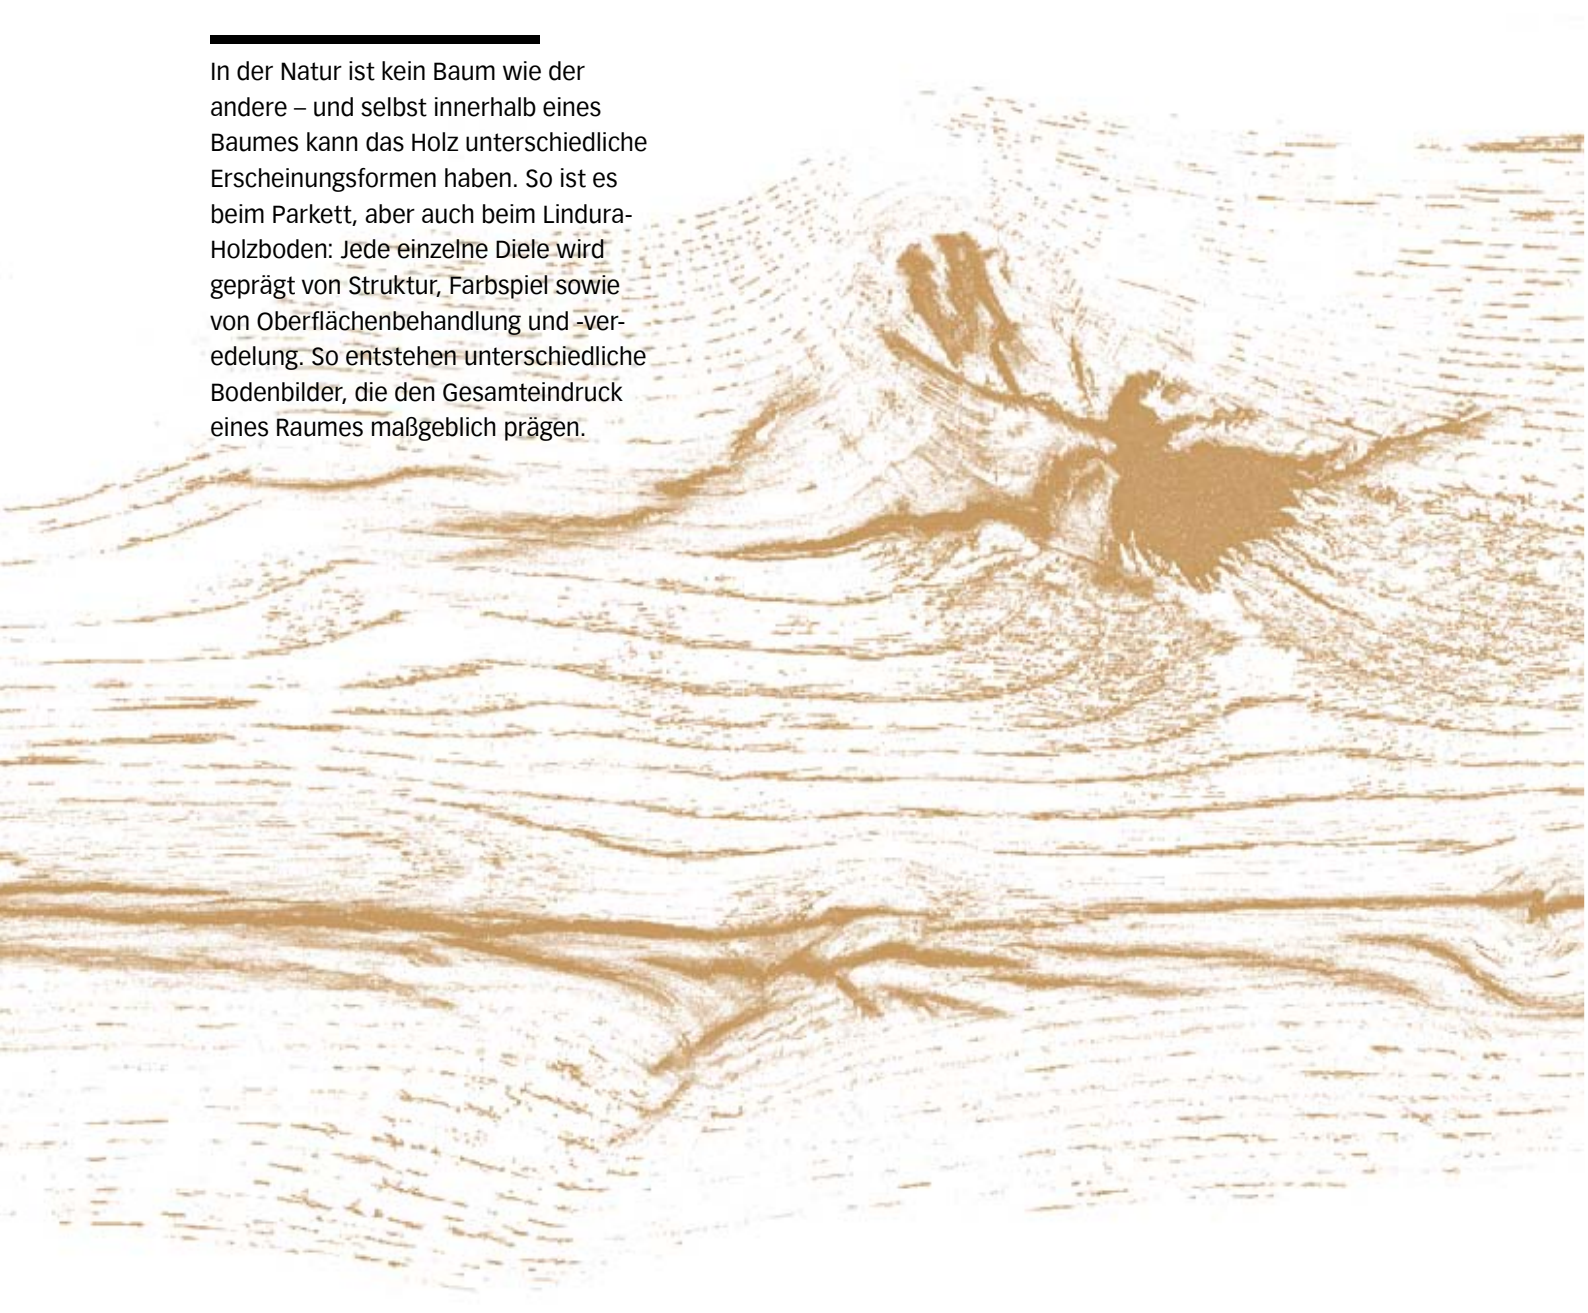 In der Natur ist kein Baum wie der
andere – und selbst innerhalb eines
Baumes kann das Holz unterschiedliche
Erscheinungsformen haben. So ist es
beim Parkett, aber auch beim Lindura-
Holzboden: Jede einzelne Diele wird
geprägt von Struktur, Farbspiel sowie
von Oberflächenbehandlung und -ver-
edelung. So entstehen unterschiedliche
Bodenbilder, die den Gesamteindruck
eines Raumes maßgeblich prägen.